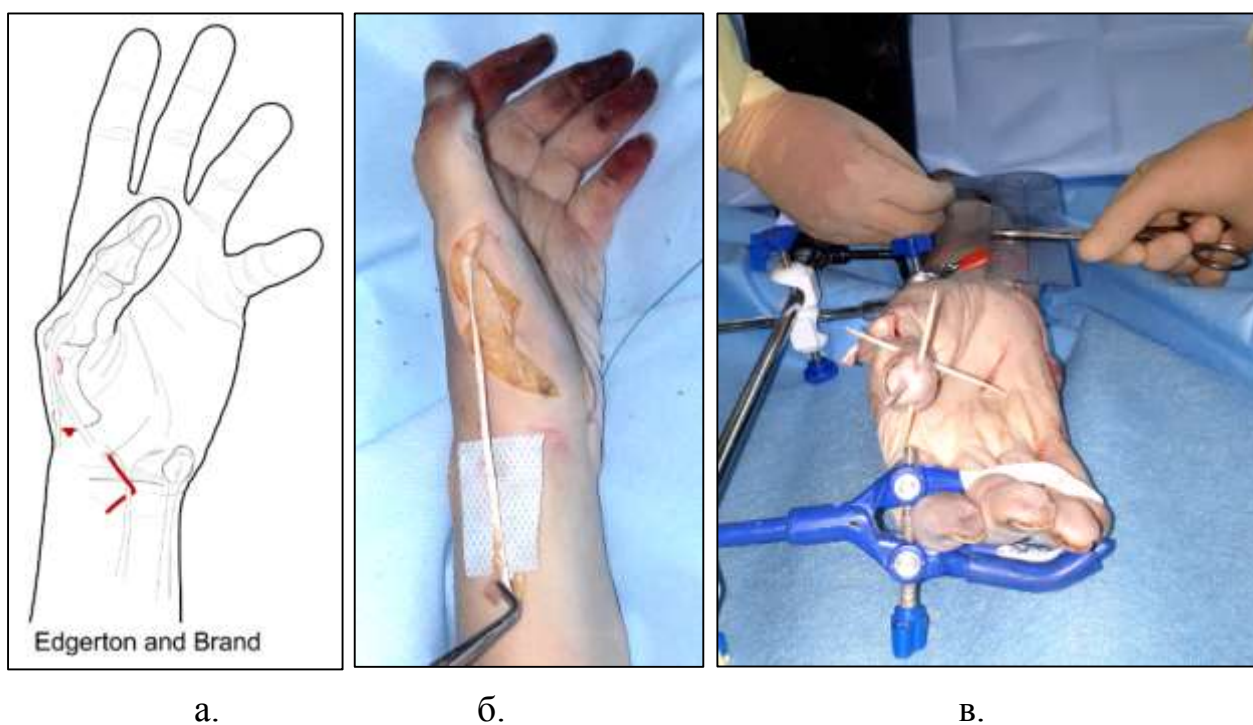 Edgerton and Brand
а.
б.
в.